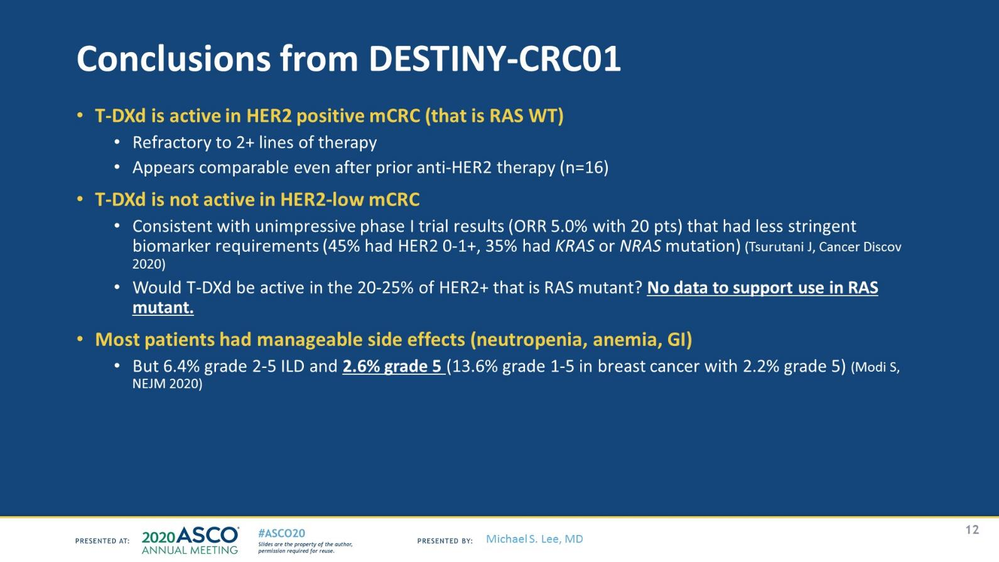 Conclusions from DESTINY-CRC01
• T-DXd is active in HER2 positive mCRC (that is RAS WT)
• Refractory to 2+ lines of therapy
• Appears comparable even after prior anti-HER2 therapy (n=16)
• T-DXd is not active in HER2-low mCRC
• Consistent with unimpressive phase I trial results (ORR 5.0% with 20 pts) that had less stringent
biomarker requirements (45% had HER2 0-1+, 35% had KRAS or NRAS mutation) (Tsurutani J, Cancer Discov
2020)
• Would T-DXd be active in the 20-25% of HER2+ that is RAS mutant? No data to support use in RAS
mutant.
• Most patients had manageable side effects (neutropenia, anemia, GI)
• But 6.4% grade 2-5 ILD and 2.6% grade 5 (13.6% grade 1-5 in breast cancer with 2.2% grade 5) (Modi S,
NEJM 2020)
PRESENTED AT:
2020 ASCO
ANNUAL MEETING
#ASCO20
Slides are the property of the author,
permission required for reuse.
PRESENTED BY:
Michael S. Lee, MD
12